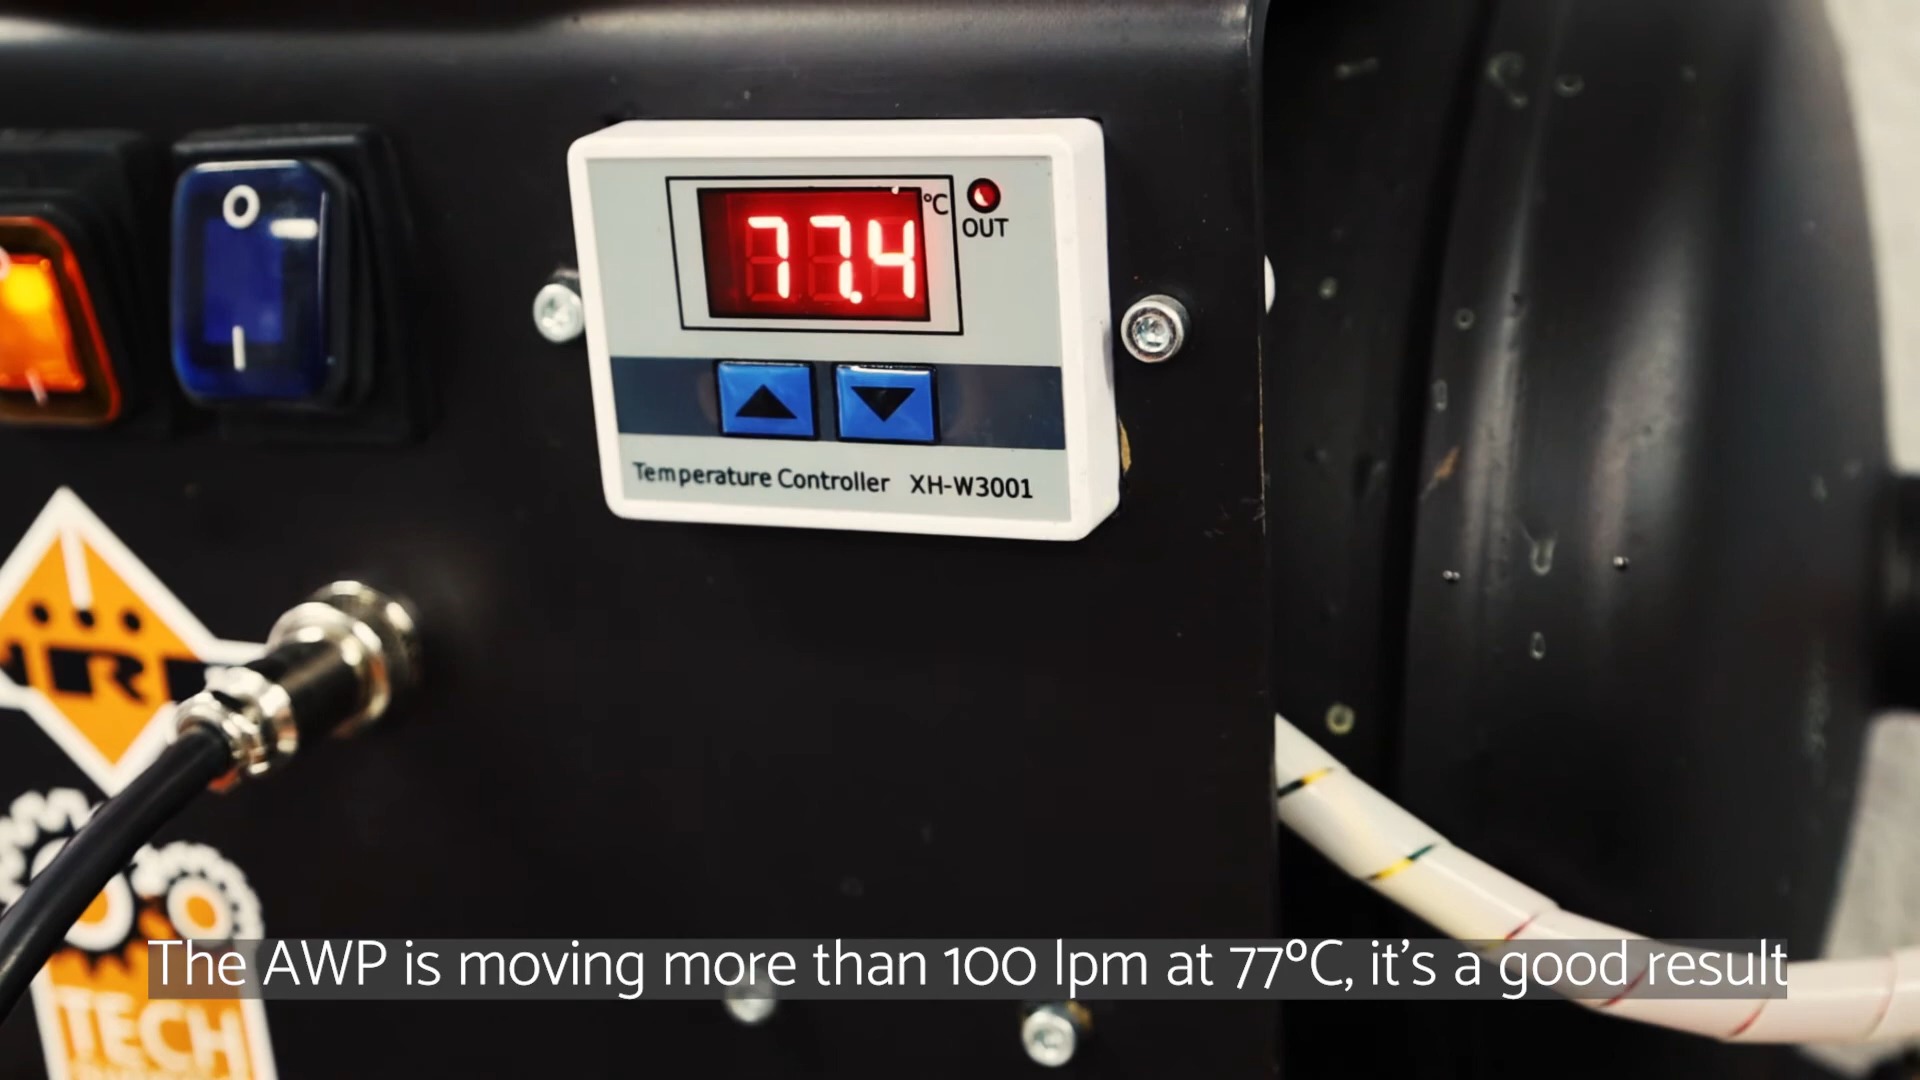 77.4
°C
OUT
Temperature Controller XH-W3001
TECH
The AWP is moving more than 100 lpm at 77°C, it's a good result